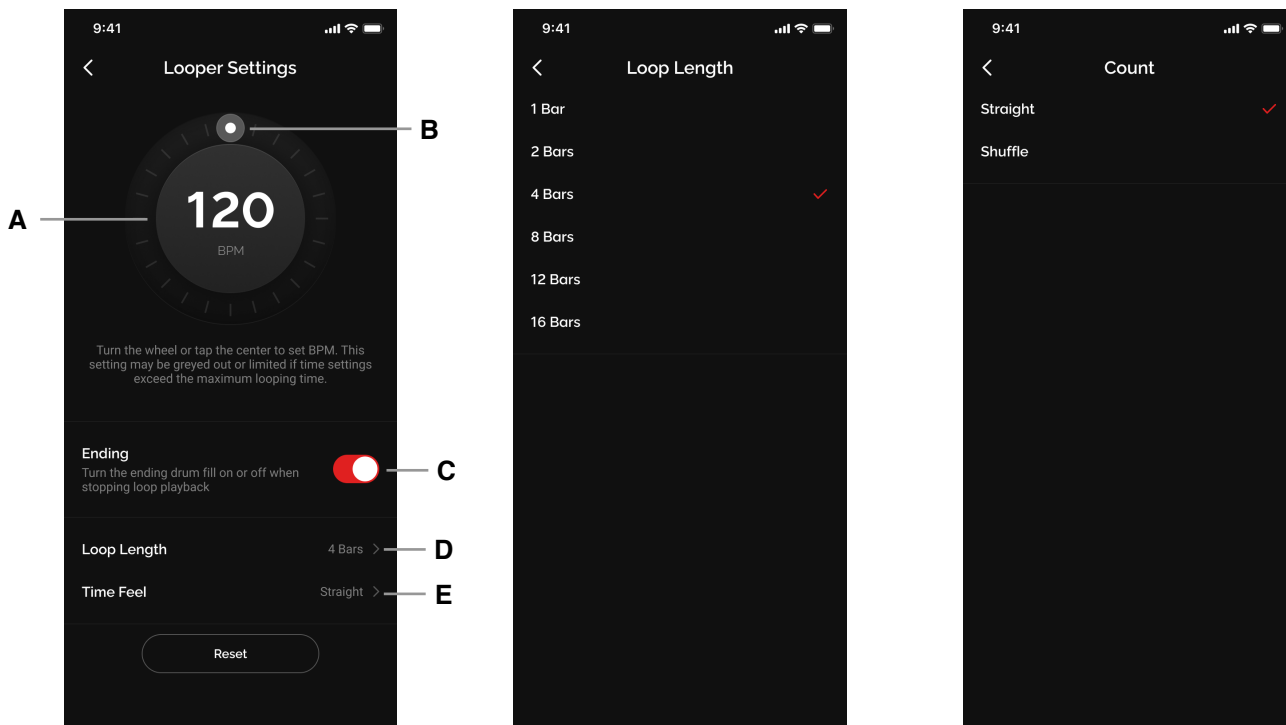 9:41
Looper Settings
B
A
120
BPM
Turn the wheel or tap the center to set BPM. This
setting may be greyed out or limited if time settings
exceed the maximum looping time.
Ending
Turn the ending drum fill on or off when
stopping loop playback
C
Loop Length 4 Bars
D
Time Feel Straight
E
Reset
9:41
Loop Length
1 Bar
2 Bars
4 Bars
8 Bars
12 Bars
16 Bars
9:41
Count
Straight
Shuffle